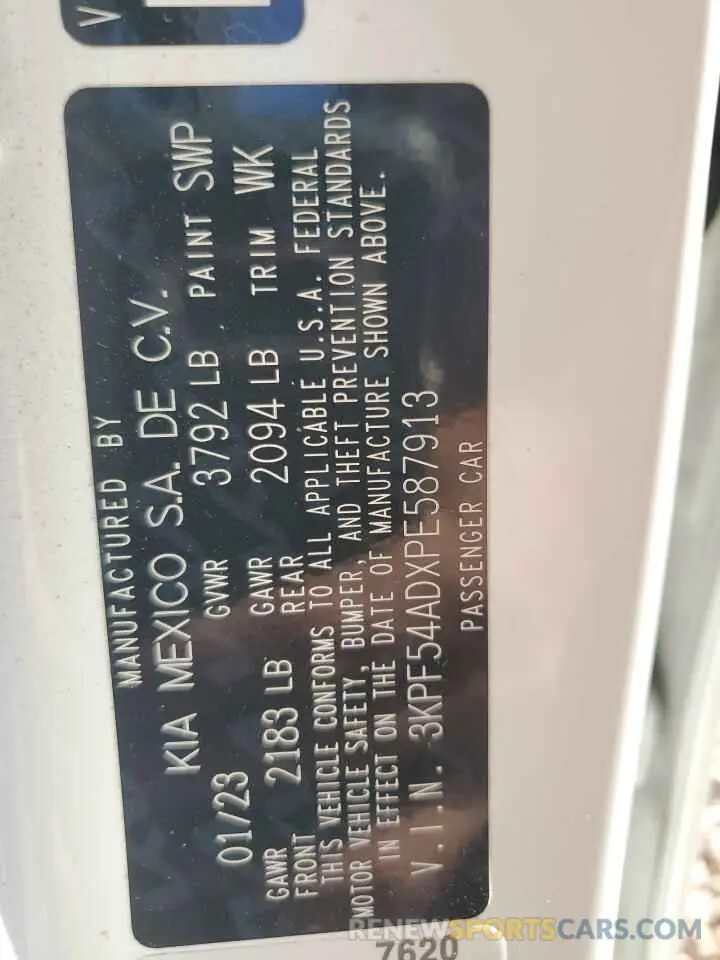 V
MANUFACTURED BY
KIA MEXICO S.A. DE C.V.
01/23 GVWR 3792 LB PAINT SWP
GAWR FRONT 2183 LB GAWR REAR 2094 LB TRIM WK
THIS VEHICLE CONFORMS TO ALL APPLICABLE U.S.A. FEDERAL
MOTOR VEHICLE SAFETY, BUMPER, AND THEFT PREVENTION STANDARDS
IN EFFECT ON THE DATE OF MANUFACTURE SHOWN ABOVE.
V.I.N. 3KPF54ADXPE587913
PASSENGER CAR
RENEWSPORTSCARS.COM
7620